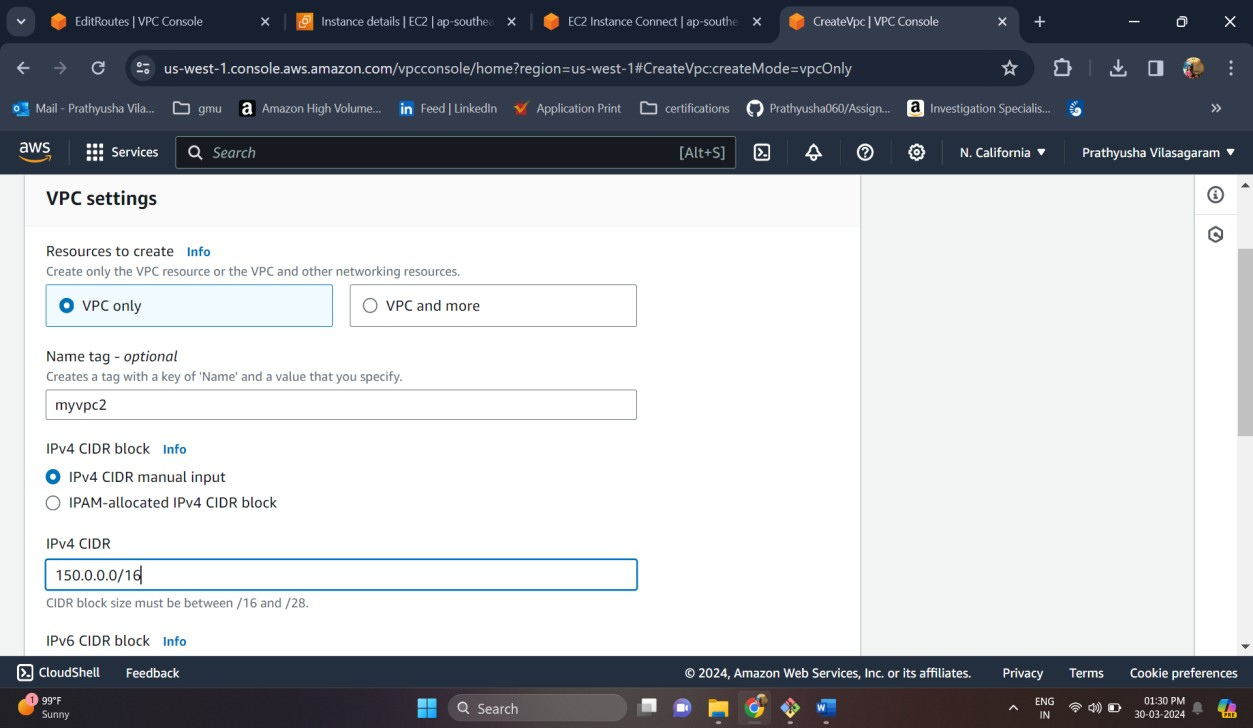 EditRoutes | VPC Console
Instance details | EC2 | ap-southea
EC2 Instance Connect | ap-southe
CreateVpc | VPC Console
us-west-1.console.aws.amazon.com/vpcconsole/home?region=us-west-1#CreateVpc:createMode=vpcOnly
Mail - Prathyusha Vila...
gmu
Amazon High Volume...
Feed | LinkedIn
Application Print
certifications
Prathyusha060/Assign...
Investigation Specialis...
aws
Services
Search
[Alt+S]
N. California
Prathyusha Vilasagaram
VPC settings
Resources to create Info
Create only the VPC resource or the VPC and other networking resources.
VPC only
VPC and more
Name tag - optional
Creates a tag with a key of 'Name' and a value that you specify.
myvpc2
IPv4 CIDR block Info
IPv4 CIDR manual input
IPAM-allocated IPv4 CIDR block
IPv4 CIDR
150.0.0.0/16
CIDR block size must be between /16 and /28.
IPv6 CIDR block Info
CloudShell
Feedback
© 2024, Amazon Web Services, Inc. or its affiliates.
Privacy
Terms
Cookie preferences
1
99°F
Sunny
Search
ENG
IN
01:30 PM
30-03-2024